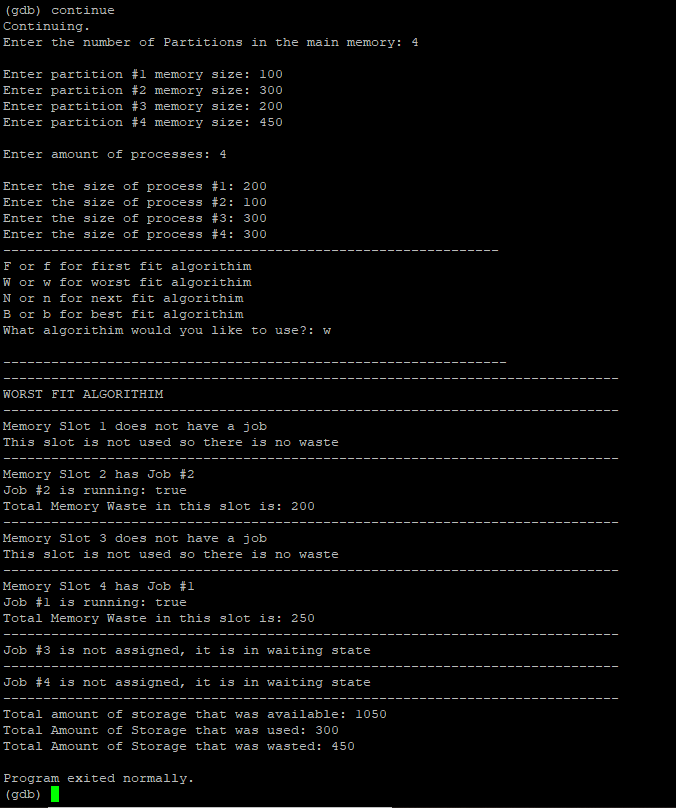 (gdb) continue
Continuing.
Enter the number of Partitions in the main memory: 4
Enter partition #1 memory size: 100
Enter partition #2 memory size: 300
Enter partition #3 memory size: 200
Enter partition #4 memory size: 450
Enter amount of processes: 4
Enter the size of process #1: 200
Enter the size of process #2: 100
Enter the size of process #3: 300
Enter the size of process #4: 300
--------------------------------------------------------------
F or f for first fit algorithim
W or w for worst fit algorithim
N or n for next fit algorithim
B or b for best fit algorithim
What algorithim would you like to use?: w
---------------------------------------------------------------
-----------------------------------------------------------------------------
WORST FIT ALGORITHIM
-----------------------------------------------------------------------------
Memory Slot 1 does not have a job
This slot is not used so there is no waste
-----------------------------------------------------------------------------
Memory Slot 2 has Job #2
Job #2 is running: true
Total Memory Waste in this slot is: 200
-----------------------------------------------------------------------------
Memory Slot 3 does not have a job
This slot is not used so there is no waste
-----------------------------------------------------------------------------
Memory Slot 4 has Job #1
Job #1 is running: true
Total Memory Waste in this slot is: 250
-----------------------------------------------------------------------------
Job #3 is not assigned, it is in waiting state
-----------------------------------------------------------------------------
Job #4 is not assigned, it is in waiting state
-----------------------------------------------------------------------------
Total amount of storage that was available: 1050
Total Amount of Storage that was used: 300
Total Amount of Storage that was wasted: 450
Program exited normally.
(gdb)